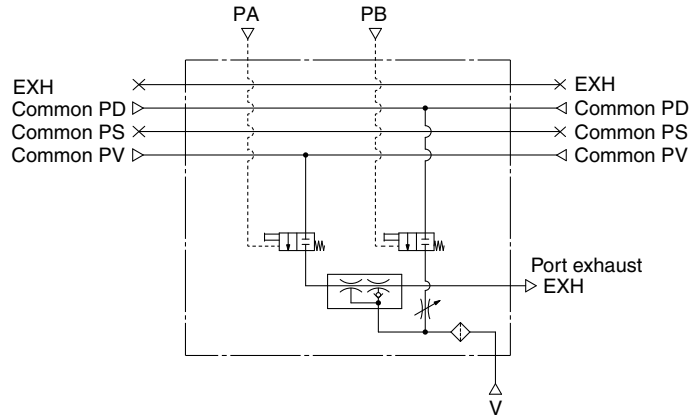 PA
PB
EXH
EXH
Common PD
Common PD
Common PS
Common PS
Common PV
Common PV
Port exhaust
EXH
V